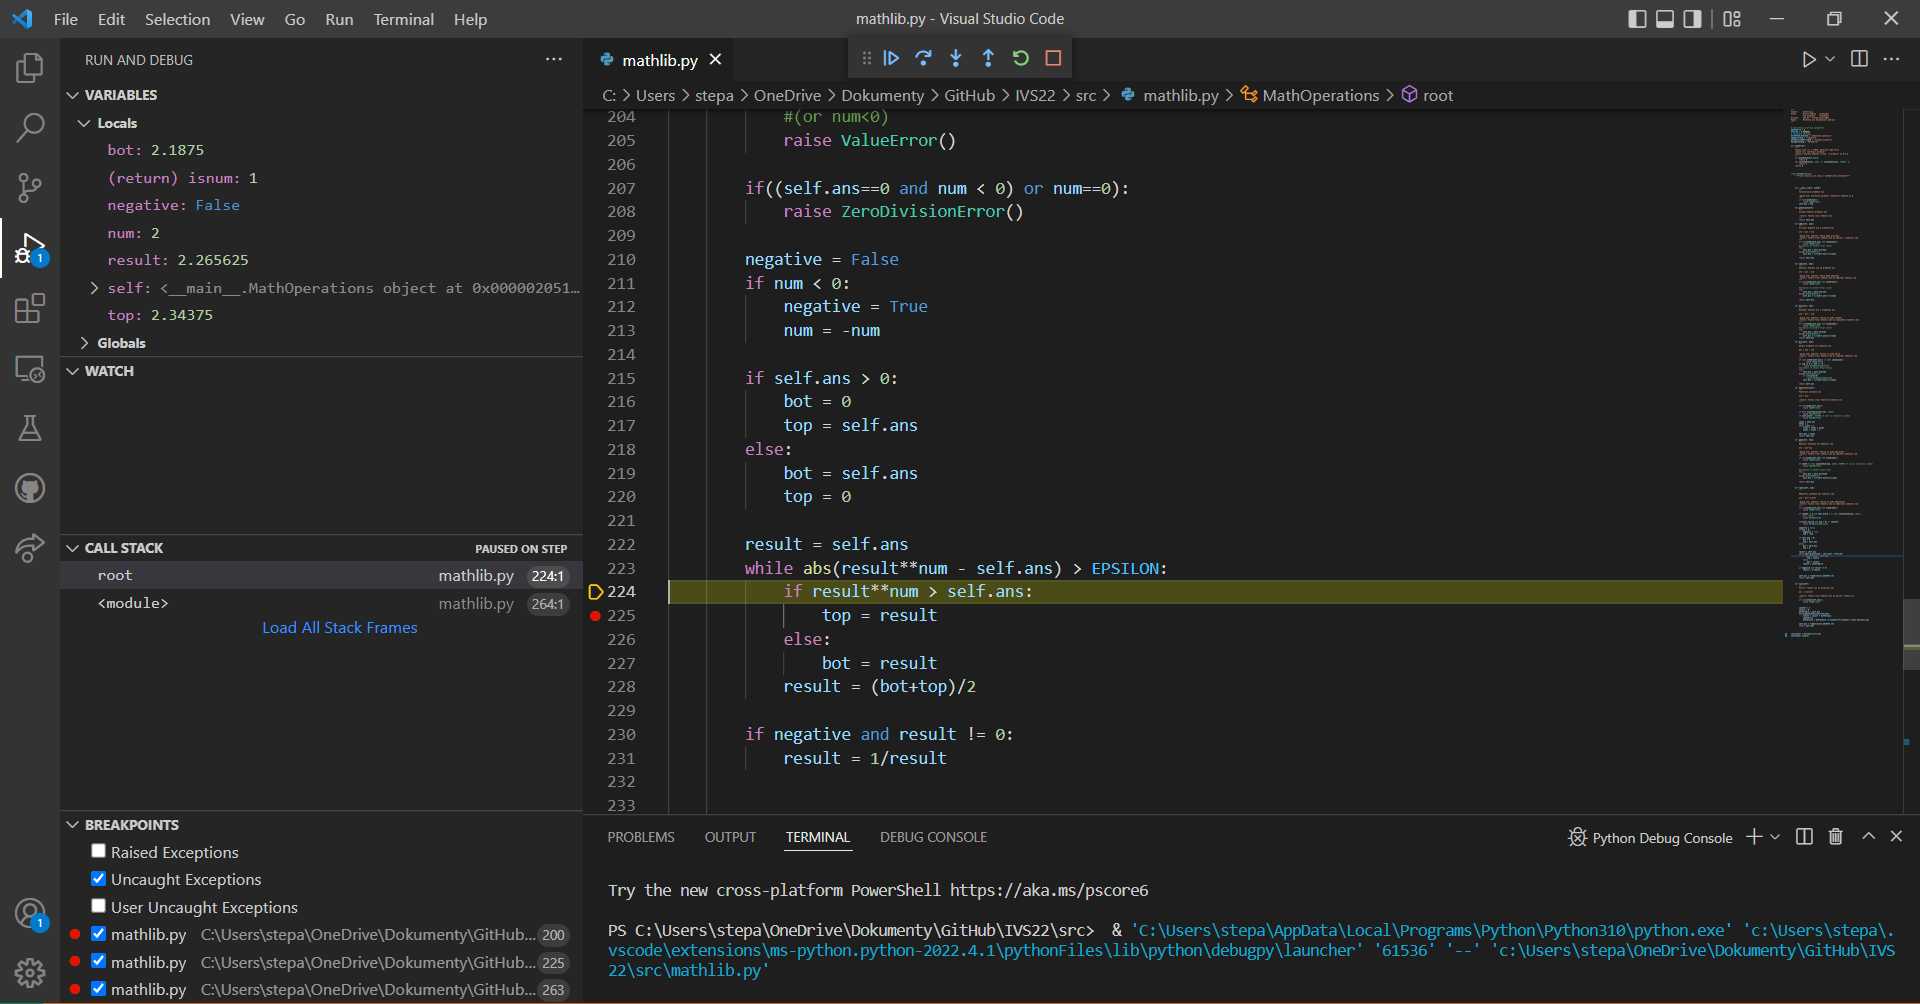 File Edit Selection View Go Run Terminal Help
mathlib.py - Visual Studio Code
RUN AND DEBUG
VARIABLES
Locals
bot: 2.1875
(return) isnum: 1
negative: False
num: 2
result: 2.265625
self: <__main__.MathOperations object at 0x000002051...
top: 2.34375
Globals
WATCH
CALL STACK
PAUSED ON STEP
root mathlib.py 224:1
<module> mathlib.py 264:1
Load All Stack Frames
BREAKPOINTS
Raised Exceptions
Uncaught Exceptions
User Uncaught Exceptions
mathlib.py C:\Users\stepa\OneDrive\Dokumenty\GitHub... 200
mathlib.py C:\Users\stepa\OneDrive\Dokumenty\GitHub... 225
mathlib.py C:\Users\stepa\OneDrive\Dokumenty\GitHub... 263
1
1
mathlib.py
C: > Users > stepa > OneDrive > Dokumenty > GitHub > IVS22 > src > mathlib.py > MathOperations > root
204 #(or num<0)
205 raise ValueError()
206
207 if((self.ans==0 and num < 0) or num==0):
208 raise ZeroDivisionError()
209
210 negative = False
211 if num < 0:
212 negative = True
213 num = -num
214
215 if self.ans > 0:
216 bot = 0
217 top = self.ans
218 else:
219 bot = self.ans
220 top = 0
221
222 result = self.ans
223 while abs(result**num - self.ans) > EPSILON:
224 if result**num > self.ans:
225 top = result
226 else:
227 bot = result
228 result = (bot+top)/2
229
230 if negative and result != 0:
231 result = 1/result
232
233
PROBLEMS OUTPUT TERMINAL DEBUG CONSOLE
Python Debug Console
Try the new cross-platform PowerShell https://aka.ms/pscore6
PS C:\Users\stepa\OneDrive\Dokumenty\GitHub\IVS22\src> & 'C:\Users\stepa\AppData\Local\Programs\Python\Python310\python.exe' 'c:\Users\stepa\.
vscode\extensions\ms-python.python-2022.4.1\pythonFiles\lib\python\debugpy\launcher' '61536' '--' 'c:\Users\stepa\OneDrive\Dokumenty\GitHub\IVS
22\src\mathlib.py'